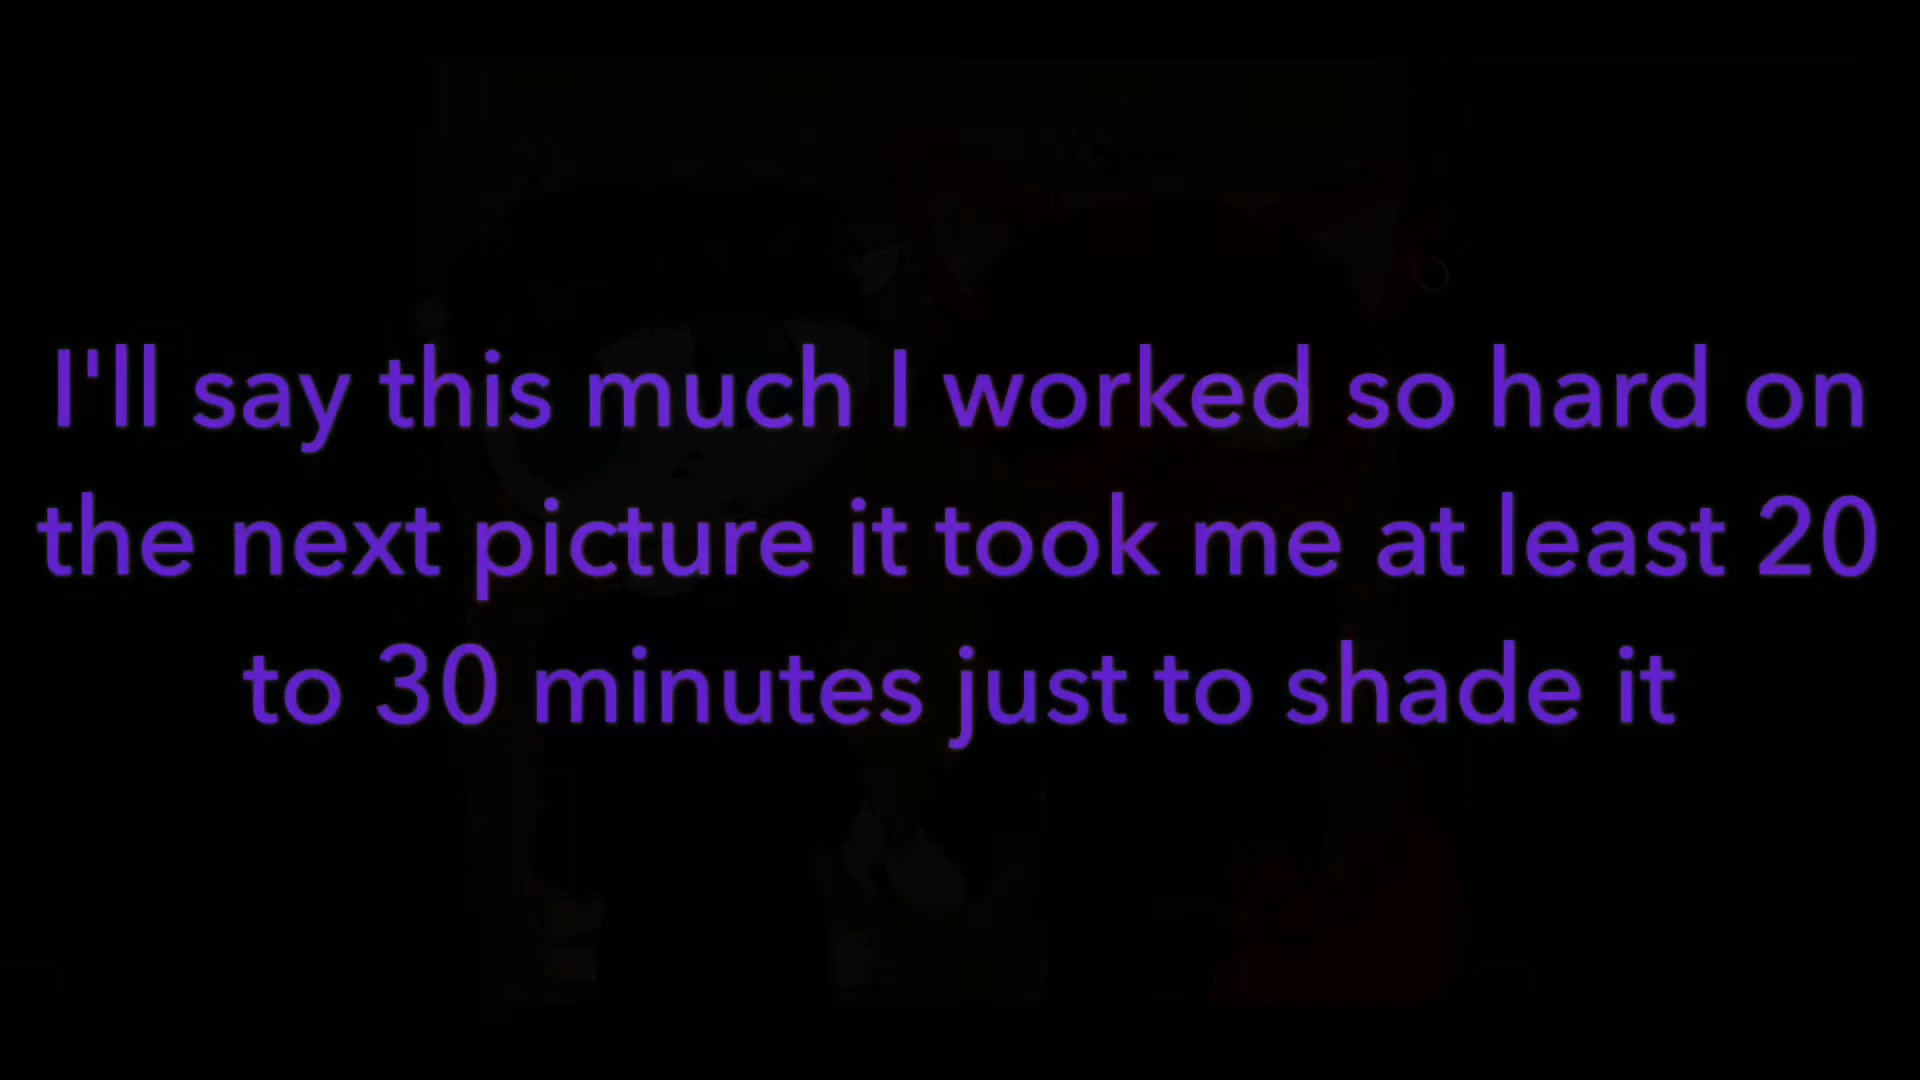 I'll say this much I worked so hard on
the next picture it took me at least 20
to 30 minutes just to shade it